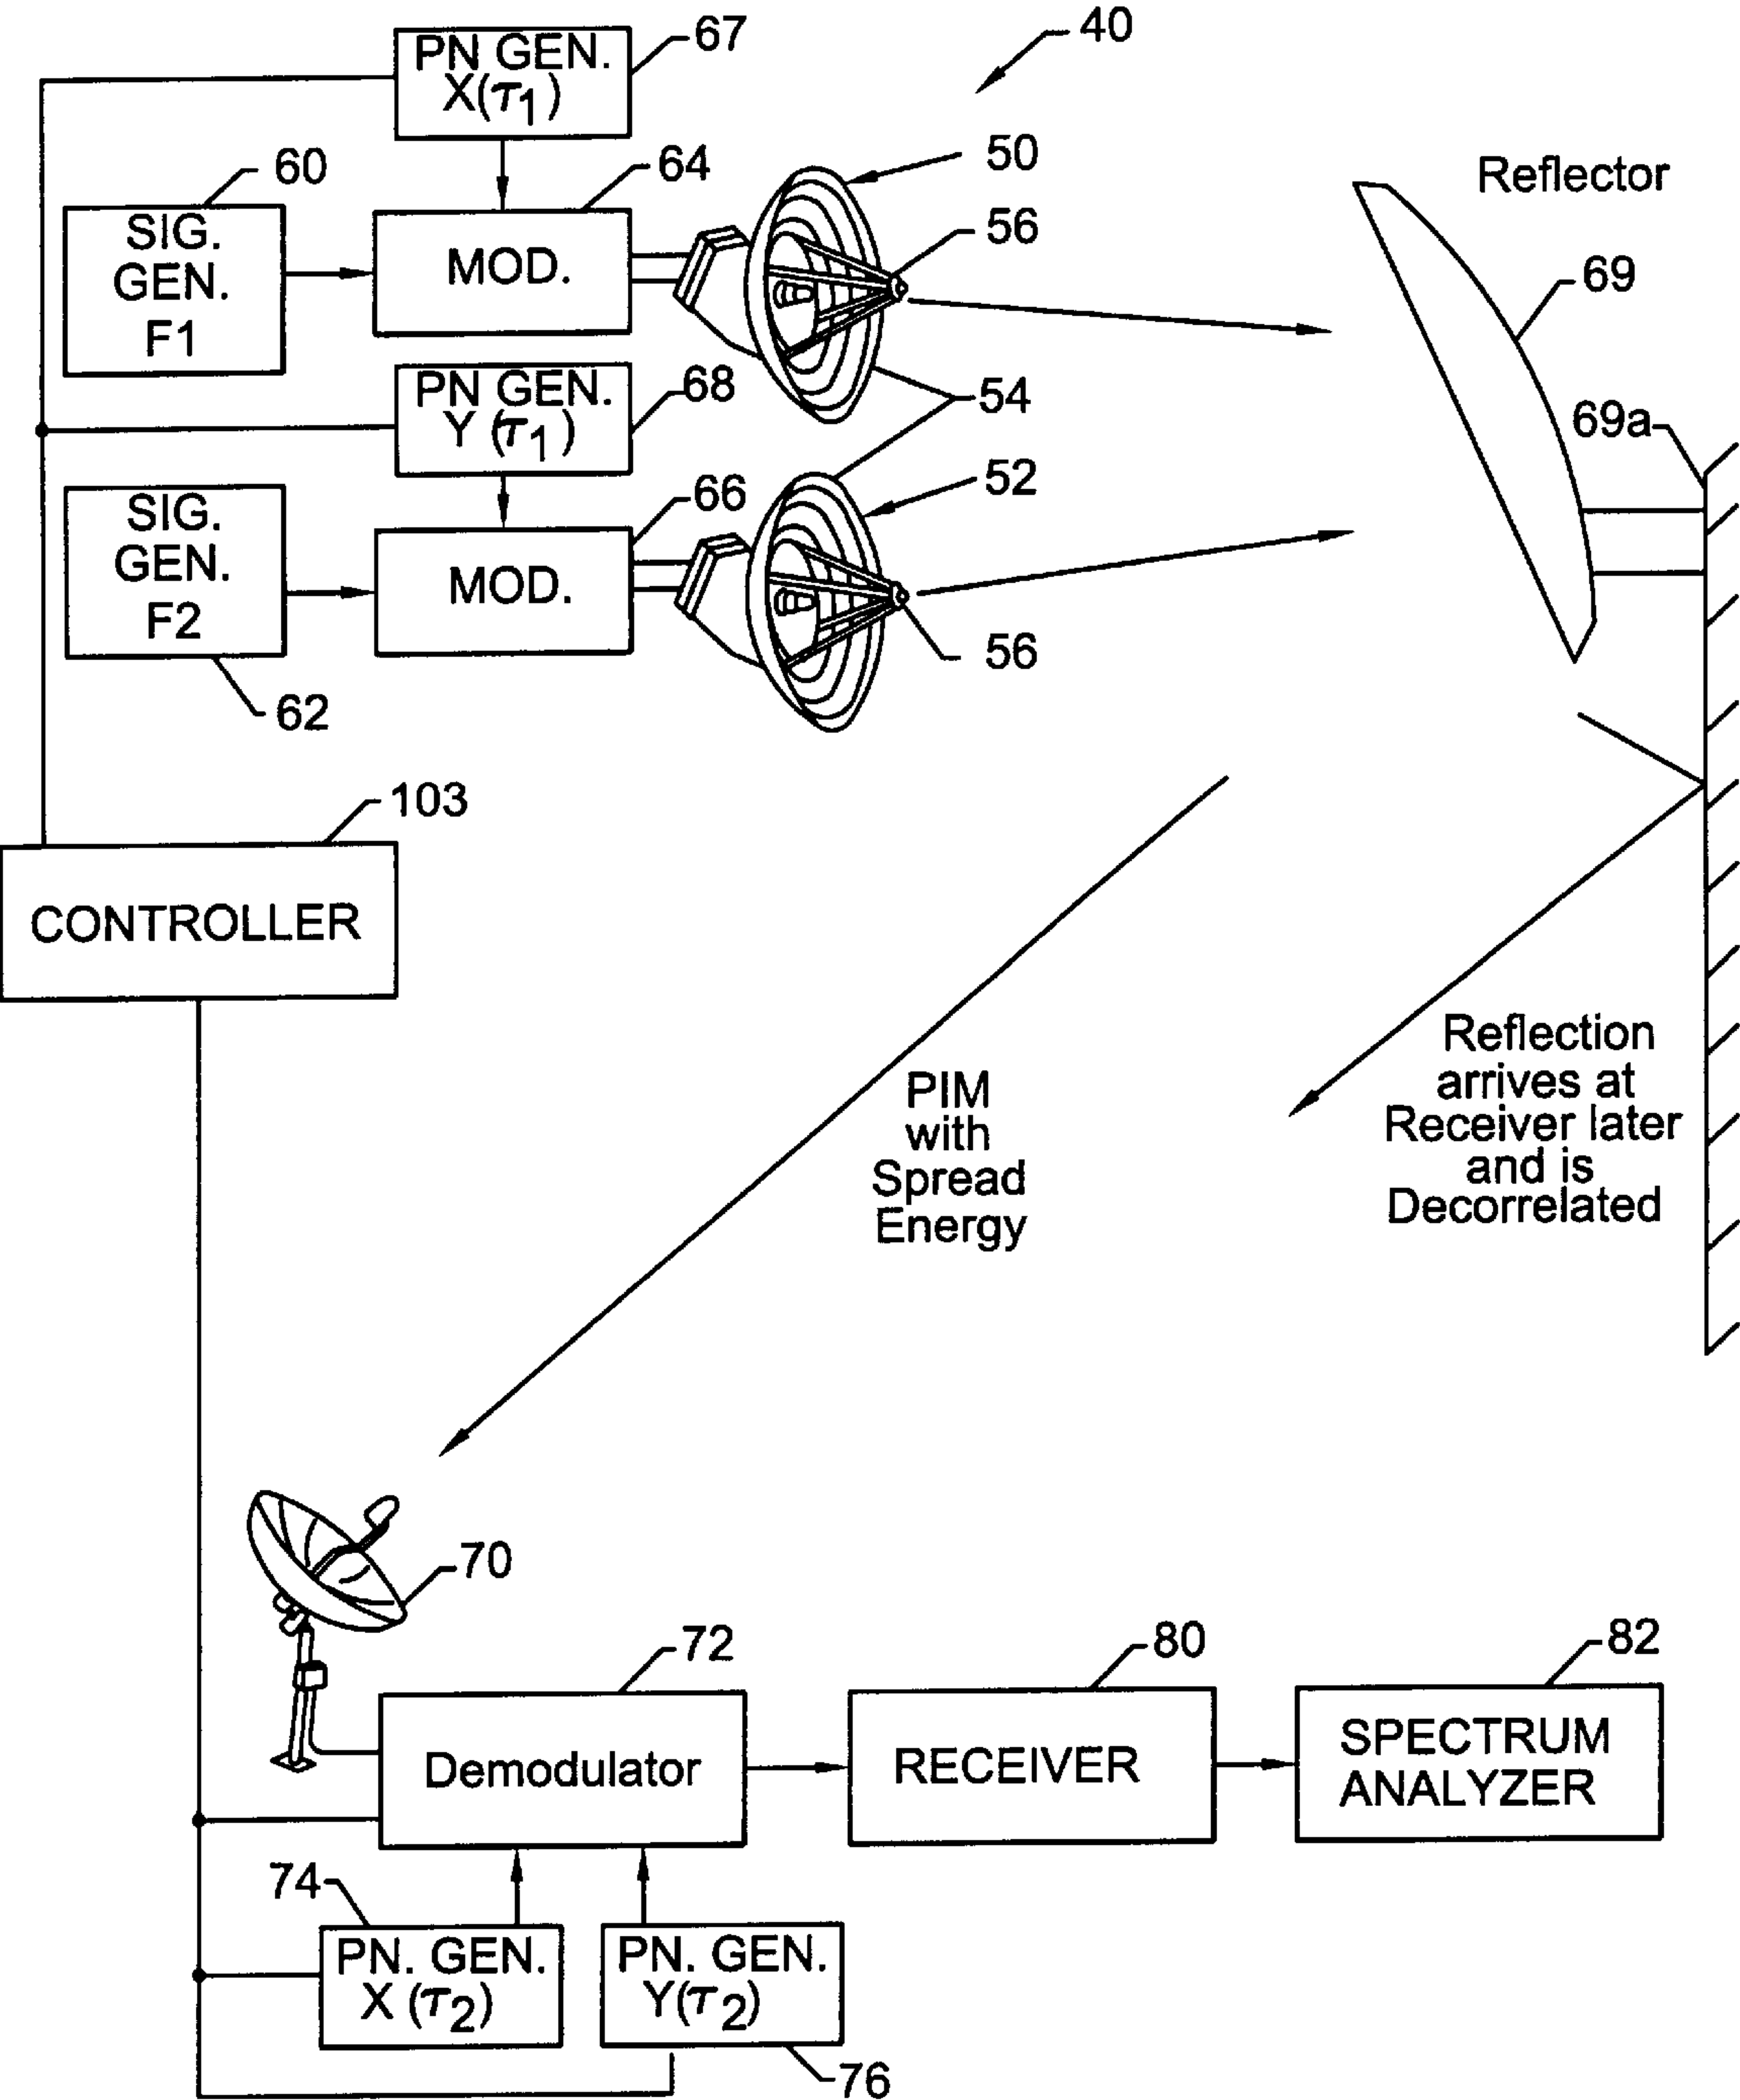 67
PN GEN.
X(τ1)
40
60
64
50
Reflector
SIG.
GEN.
F1
MOD.
56
69
PN GEN.
Y (τ1)
68
54
69a
SIG.
GEN.
F2
66
MOD.
52
56
62
103
CONTROLLER
PIM
with
Spread
Energy
Reflection
arrives at
Receiver later
and is
Decorrelated
70
72
80
82
Demodulator
RECEIVER
SPECTRUM
ANALYZER
74
PN. GEN.
X (τ2)
PN. GEN.
Y(τ2)
76